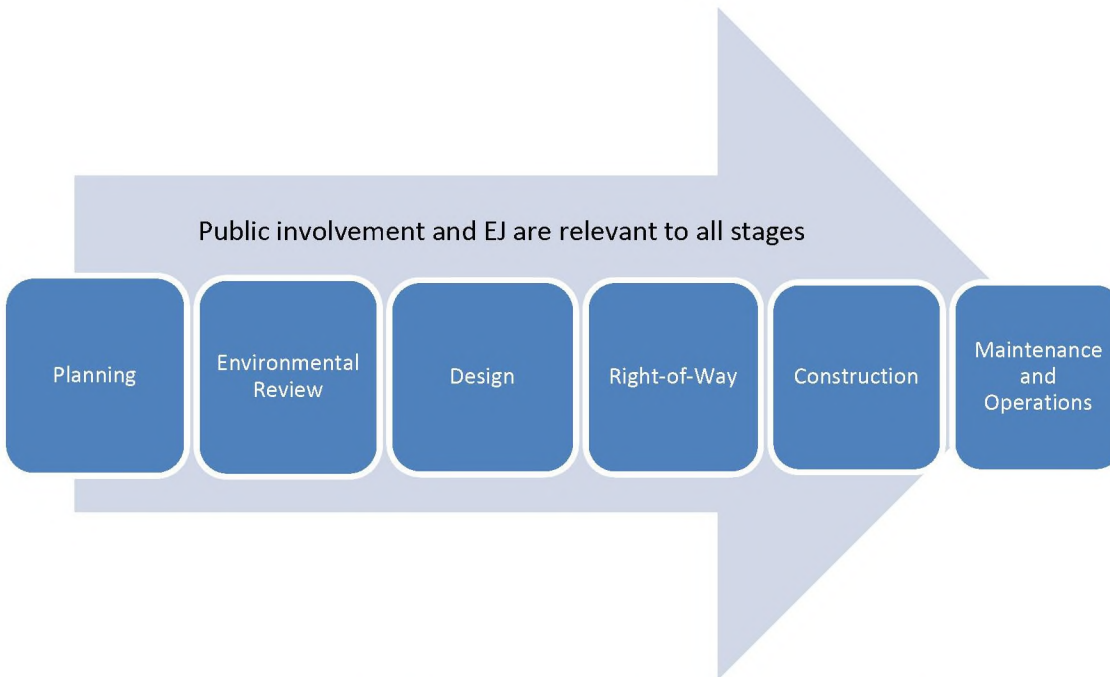 Public involvement and EJ are relevant to all stages
Planning
Environmental
Review
Design
Right-of-Way
Construction
Maintenance
and
Operations